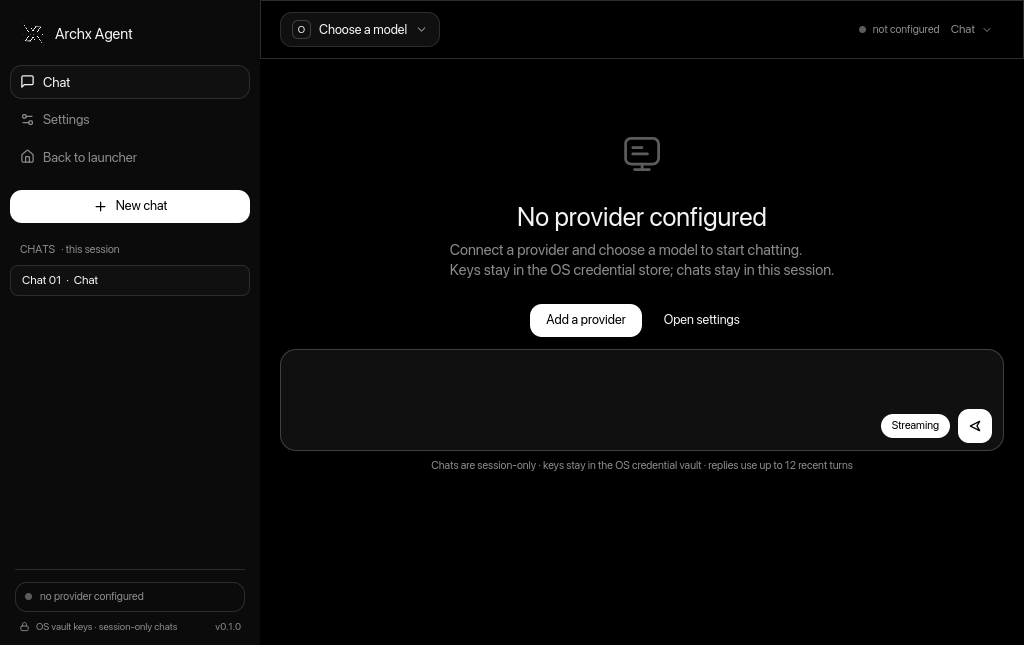 Archx Agent
Chat
Settings
Back to launcher
New chat
CHATS · this session
Chat 01 · Chat
no provider configured
OS vault keys · session-only chats v0.1.0
O Choose a model
not configured Chat
No provider configured
Connect a provider and choose a model to start chatting.
Keys stay in the OS credential store; chats stay in this session.
Add a provider Open settings
Streaming
Chats are session-only · keys stay in the OS credential vault · replies use up to 12 recent turns